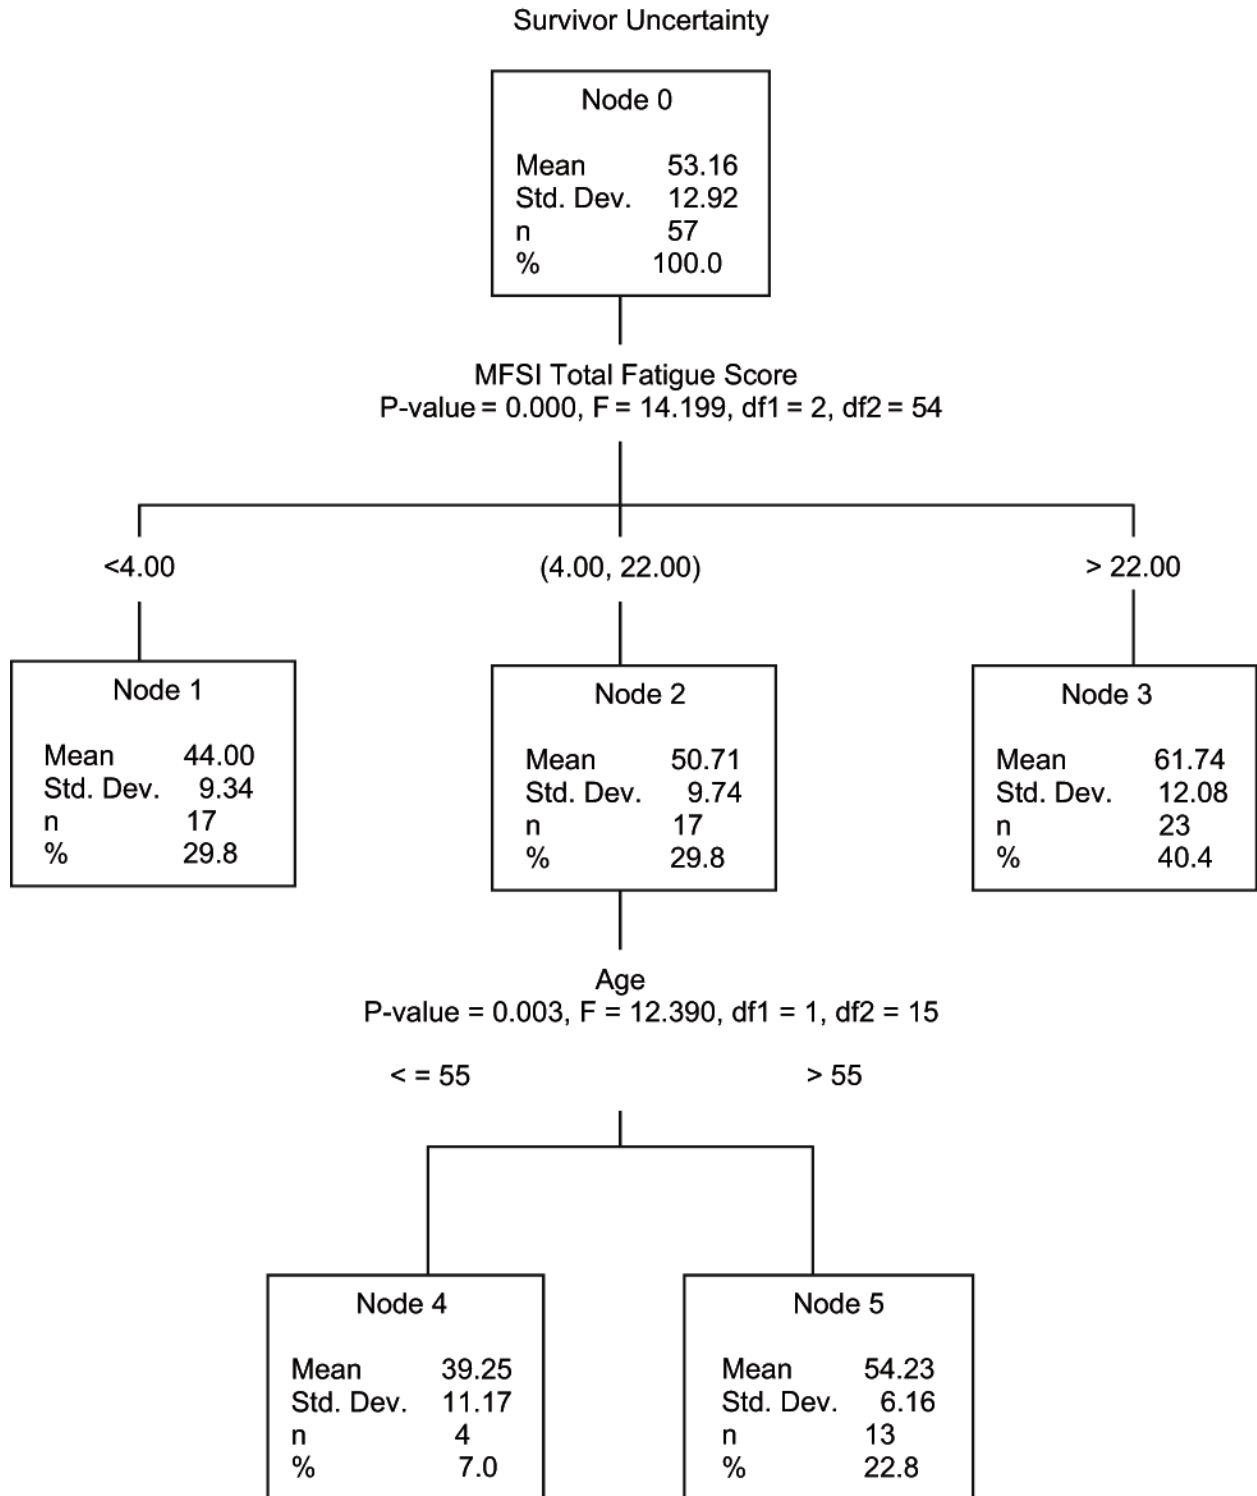 Survivor Uncertainty
Node 0
Mean 53.16
Std. Dev. 12.92
n 57
% 100.0
MFSI Total Fatigue Score
P-value = 0.000, F = 14.199, df1 = 2, df2 = 54
<4.00
(4.00, 22.00)
> 22.00
Node 1
Mean 44.00
Std. Dev. 9.34
n 17
% 29.8
Node 2
Mean 50.71
Std. Dev. 9.74
n 17
% 29.8
Node 3
Mean 61.74
Std. Dev. 12.08
n 23
% 40.4
Age
P-value = 0.003, F = 12.390, df1 = 1, df2 = 15
< = 55
> 55
Node 4
Mean 39.25
Std. Dev. 11.17
n 4
% 7.0
Node 5
Mean 54.23
Std. Dev. 6.16
n 13
% 22.8